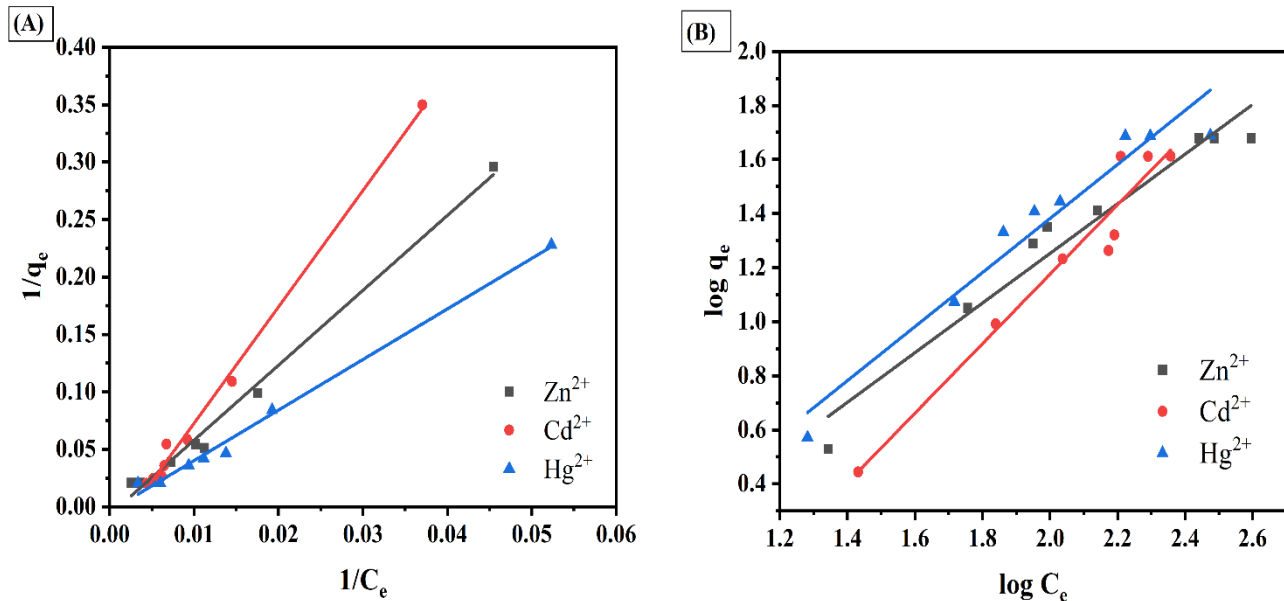 (A)
0.40
0.35
0.30
0.25
0.20
0.15
0.10
0.05
0.00
1/qₑ
0.00 0.01 0.02 0.03 0.04 0.05 0.06
1/Cₑ
Zn²⁺
Cd²⁺
Hg²⁺
(B)
2.0
1.8
1.6
1.4
1.2
1.0
0.8
0.6
0.4
log qₑ
1.2 1.4 1.6 1.8 2.0 2.2 2.4 2.6
log Cₑ
Zn²⁺
Cd²⁺
Hg²⁺